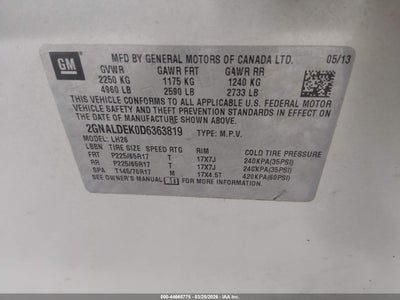 GM
MFD BY GENERAL MOTORS OF CANADA LTD. 05/13
GVWR GAWR FRT GAWR RR
2250 KG 1175 KG 1240 KG
4960 LB 2590 LB 2733 LB
THIS VEHICLE CONFORMS TO ALL APPLICABLE U.S. FEDERAL MOTOR
VEHICLE SAFETY AND THEFT PREVENTION STANDARDS IN EFFECT ON
THE DATE OF MANUFACTURE SHOWN ABOVE.
2GNALDEK0D6363819 TYPE: M.P.V.
MODEL: LH26
LBBN TIRE SIZE SPEED RTG RIM COLD TIRE PRESSURE
FRT P225/65R17 T 17X7J 240KPA(35PSI)
RR P225/65R17 T 17X7J 240KPA(35PSI)
SPA T145/70R17 M 17X4.5T 420KPA(60PSI)
SEE OWNER'S MANUAL FOR MORE INFORMATION.
000-44660775 - 03/20/2026 - IAAI.COM